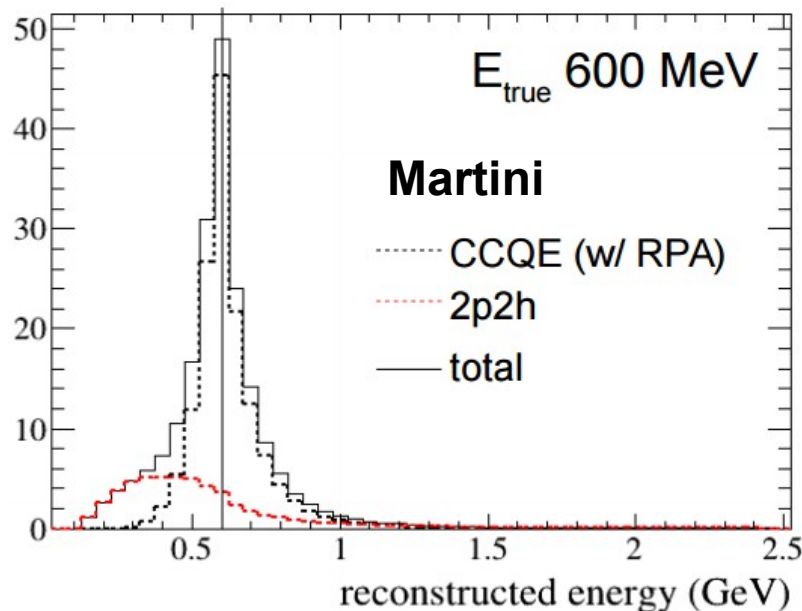 50
40
30
20
10
0
E_true 600 MeV
Martini
CCQE (w/ RPA)
2p2h
total
0.5
1
1.5
2
2.5
reconstructed energy (GeV)